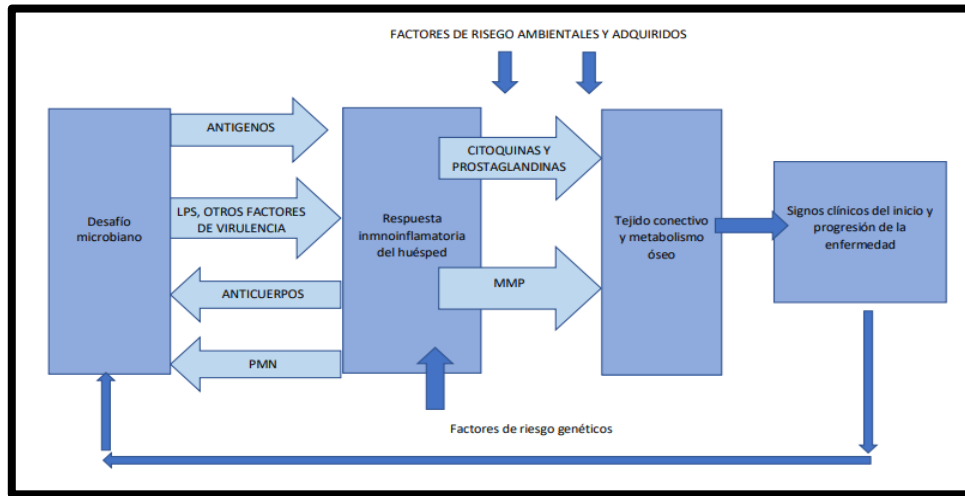 FACTORES DE RISEGO AMBIENTALES Y ADQUIRIDOS
ANTIGENOS
LPS, OTROS FACTORES
DE VIRULENCIA
ANTICUERPOS
PMN
Desafío
microbiano
Respuesta
inmnoinflamatoria
del huésped
CITOQUINAS Y
PROSTAGLANDINAS
MMP
Tejido conectivo
y metabolismo
óseo
Signos clínicos del inicio y
progresión de la
enfermedad
Factores de riesgo genéticos